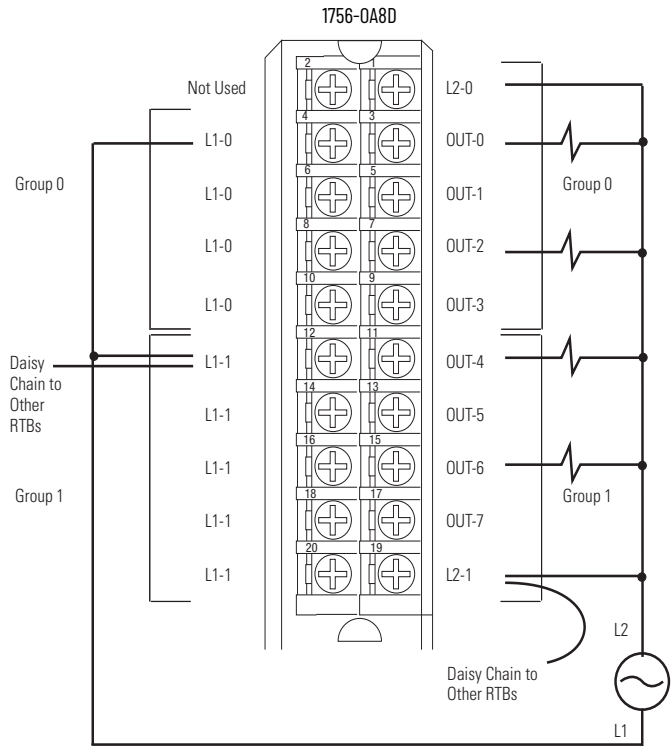 1756-OA8D
2 1
Not Used L2-0
4 3
L1-0 OUT-0
6 5
Group 0 Group 0
L1-0 OUT-1
8 7
L1-0 OUT-2
10 9
L1-0 OUT-3
12 11
L1-1 OUT-4
Daisy
Chain to
Other
RTBs
14 13
L1-1 OUT-5
16 15
L1-1 OUT-6
Group 1 Group 1
18 17
L1-1 OUT-7
20 19
L1-1 L2-1
L2
Daisy Chain to
Other RTBs
L1